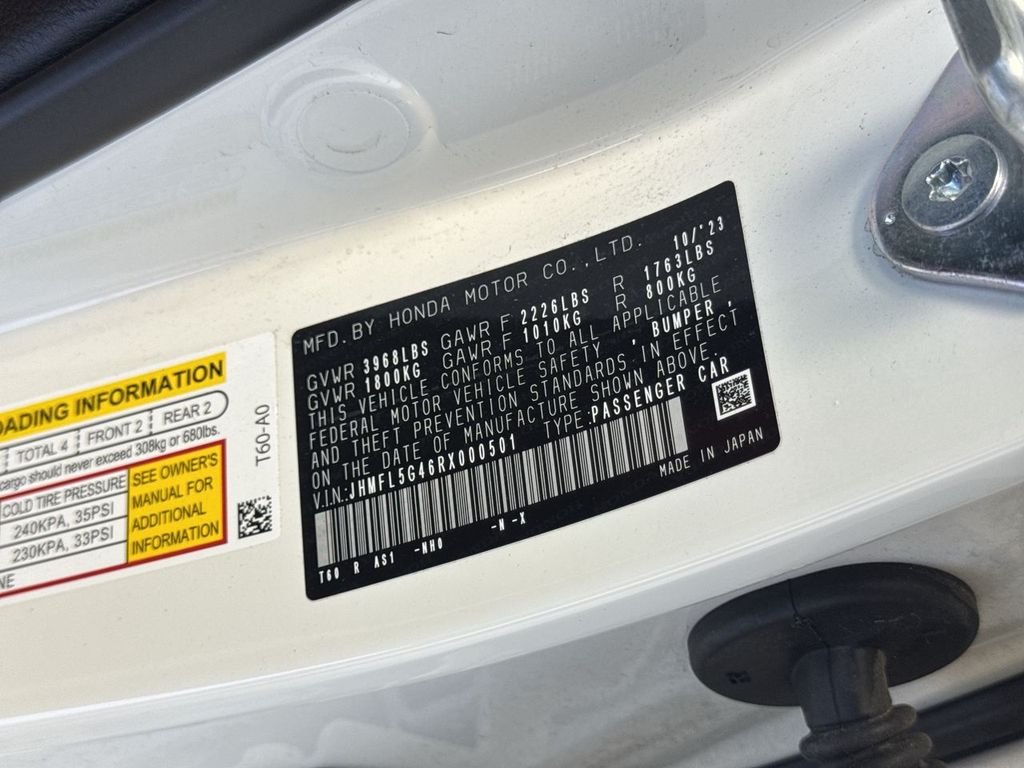 OADING INFORMATION
TOTAL 4 FRONT 2 REAR 2
cargo should never exceed 308kg or 680lbs.
COLD TIRE PRESSURE
240KPA, 35PSI
230KPA, 33PSI
SEE OWNER'S
MANUAL FOR
ADDITIONAL
INFORMATION
T60-A0
MFD. BY HONDA MOTOR CO., LTD. 10/'23
GVWR 3968LBS GAWR F 2226LBS R 1763LBS
GVWR 1800KG GAWR F 1010KG R 800KG
THIS VEHICLE CONFORMS TO ALL APPLICABLE
FEDERAL MOTOR VEHICLE SAFETY, BUMPER,
AND THEFT PREVENTION STANDARDS IN EFFECT
ON THE DATE OF MANUFACTURE SHOWN ABOVE.
V.I.N.: JHMFL5G46RX000501 TYPE: PASSENGER CAR
T60 R AS1 -NH0 -N -X MADE IN JAPAN